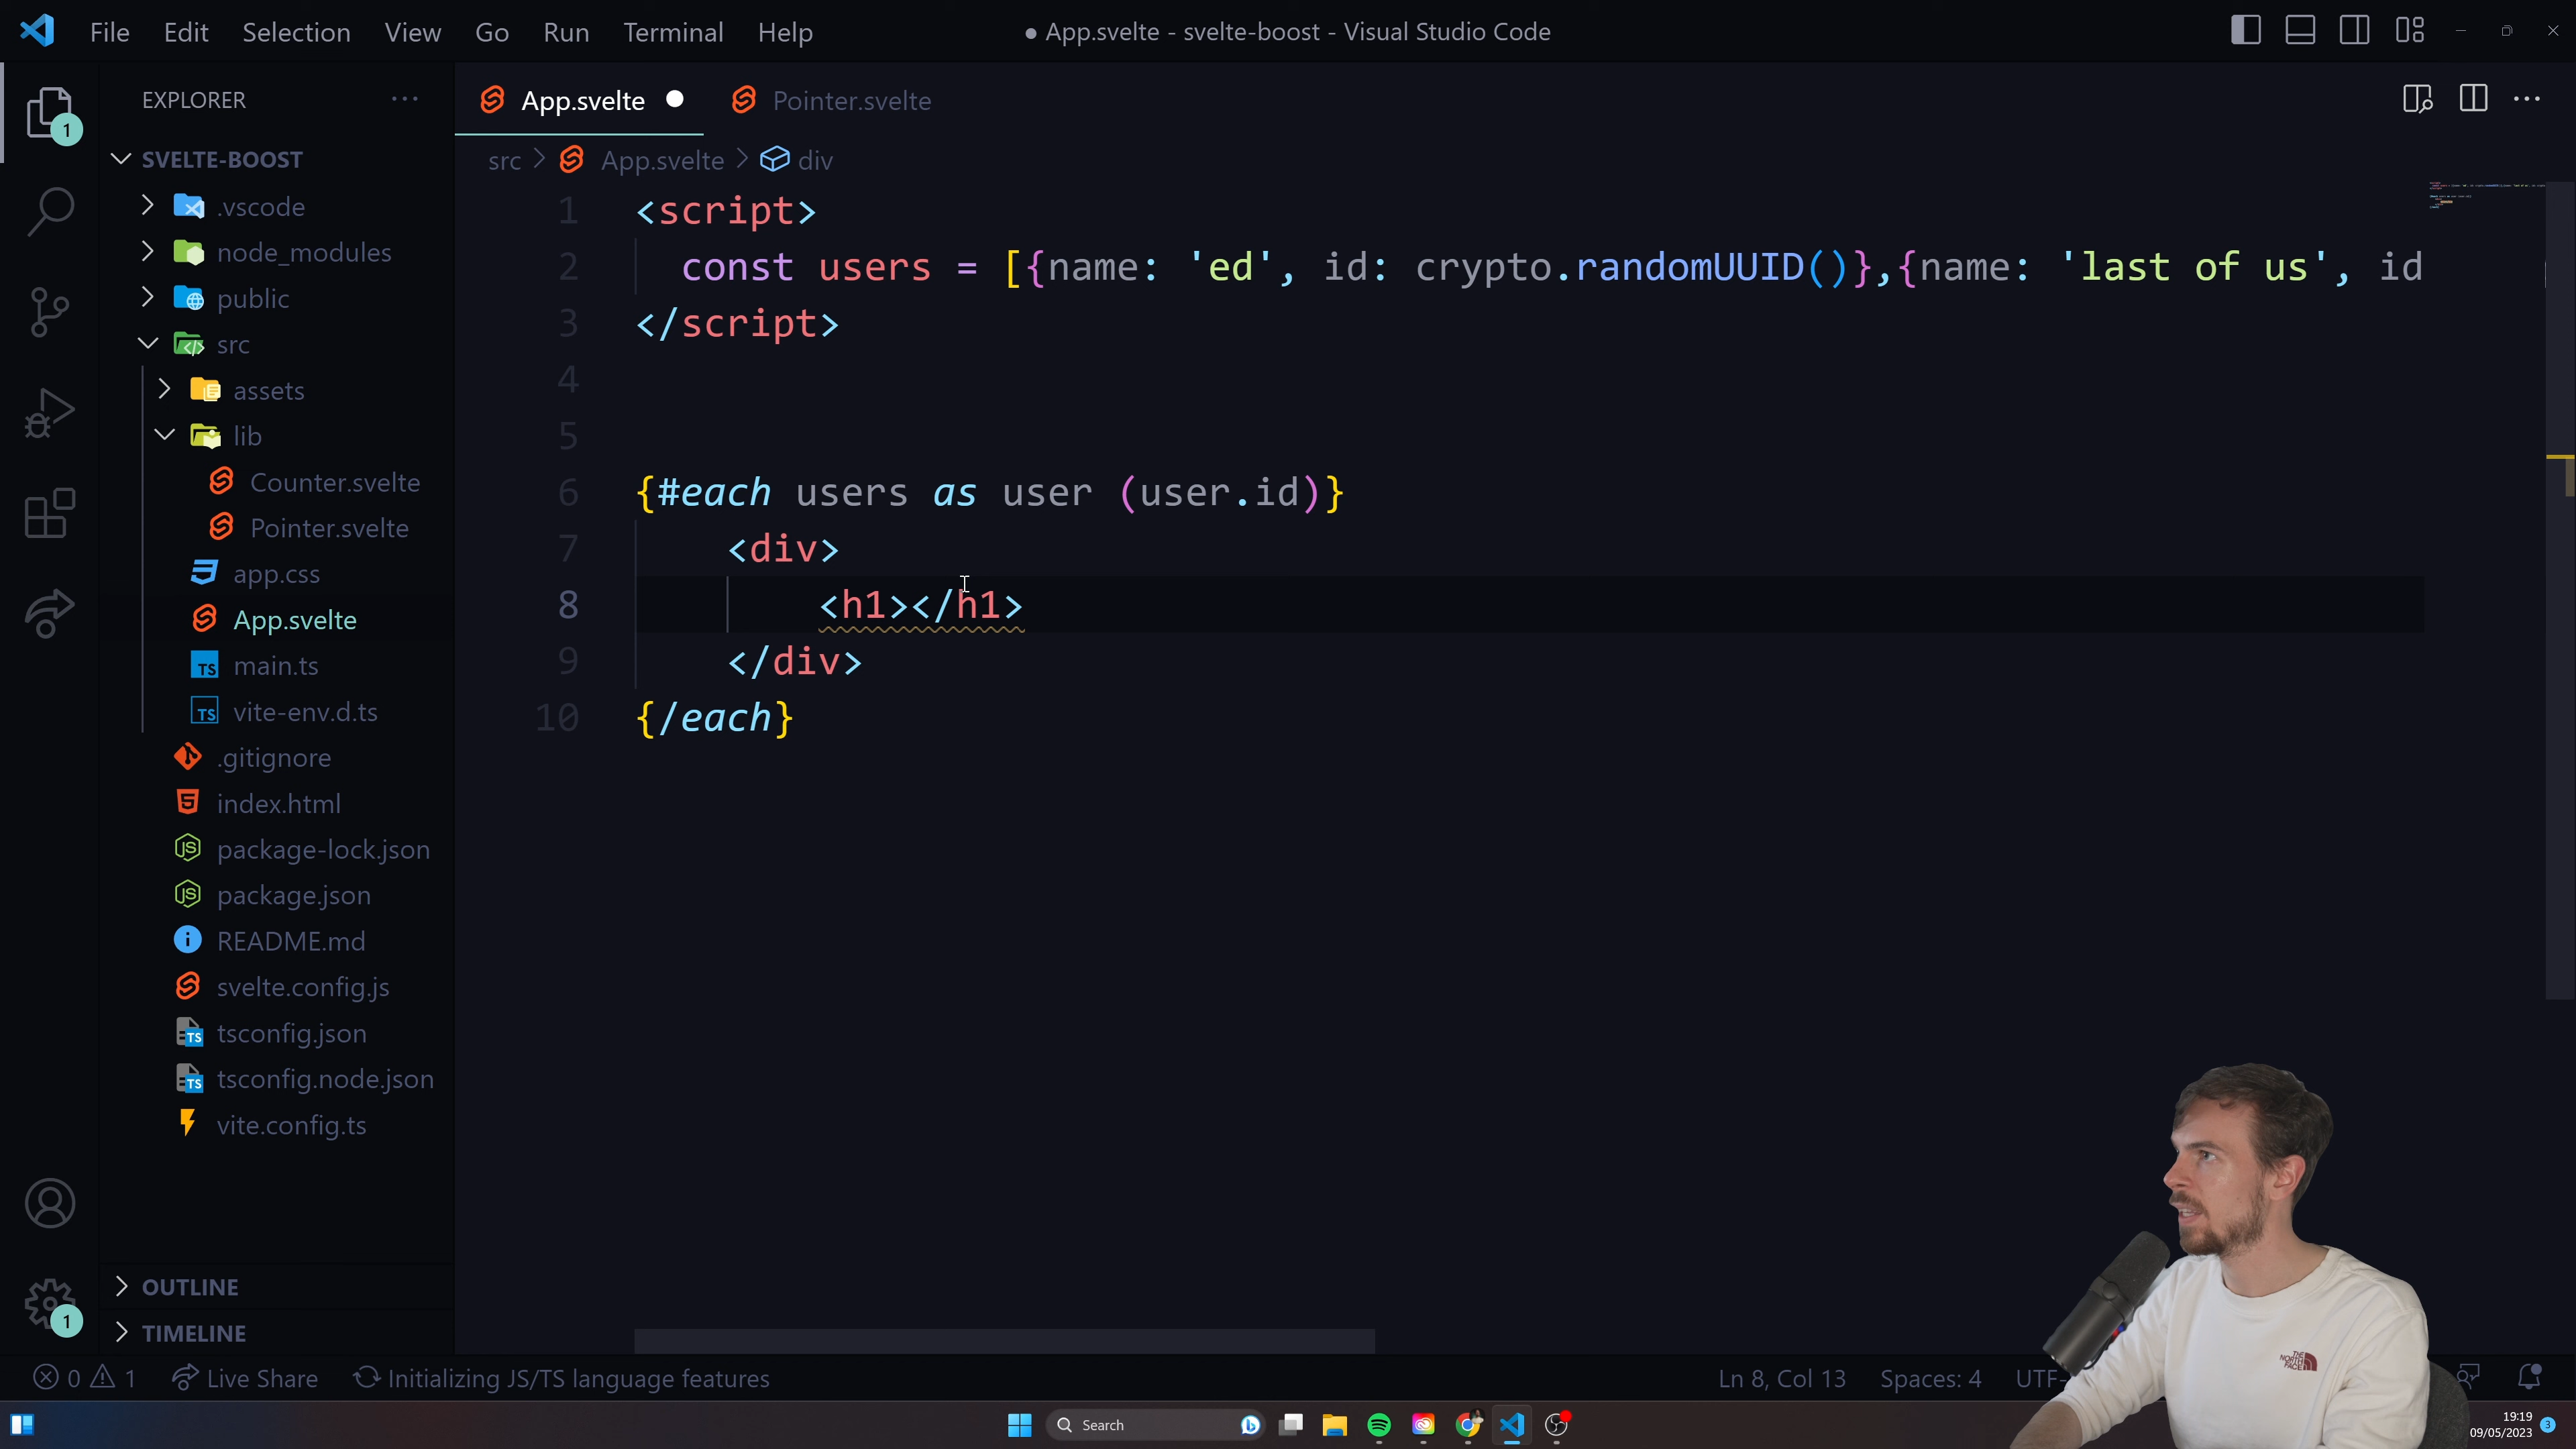 File Edit Selection View Go Run Terminal Help
● App.svelte - svelte-boost - Visual Studio Code
EXPLORER
App.svelte
Pointer.svelte
SVELTE-BOOST
src > App.svelte > div
.vscode
node_modules
public
src
assets
lib
Counter.svelte
Pointer.svelte
app.css
App.svelte
main.ts
vite-env.d.ts
.gitignore
index.html
package-lock.json
package.json
README.md
svelte.config.js
tsconfig.json
tsconfig.node.json
vite.config.ts
OUTLINE
TIMELINE
1
1
1 <script>
2 const users = [{name: 'ed', id: crypto.randomUUID()},{name: 'last of us', id
3 </script>
4
5
6 {#each users as user (user.id)}
7 <div>
8 <h1></h1>
9 </div>
10 {/each}
THE NORTH FACE
0 1 Live Share Initializing JS/TS language features
Ln 8, Col 13 Spaces: 4 UTF-
Search
19:19
09/05/2023
3